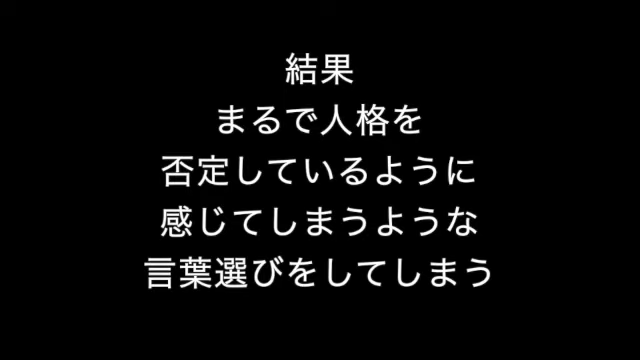 結果
まるで人格を
否定しているように
感じてしまうような
言葉選びをしてしまう